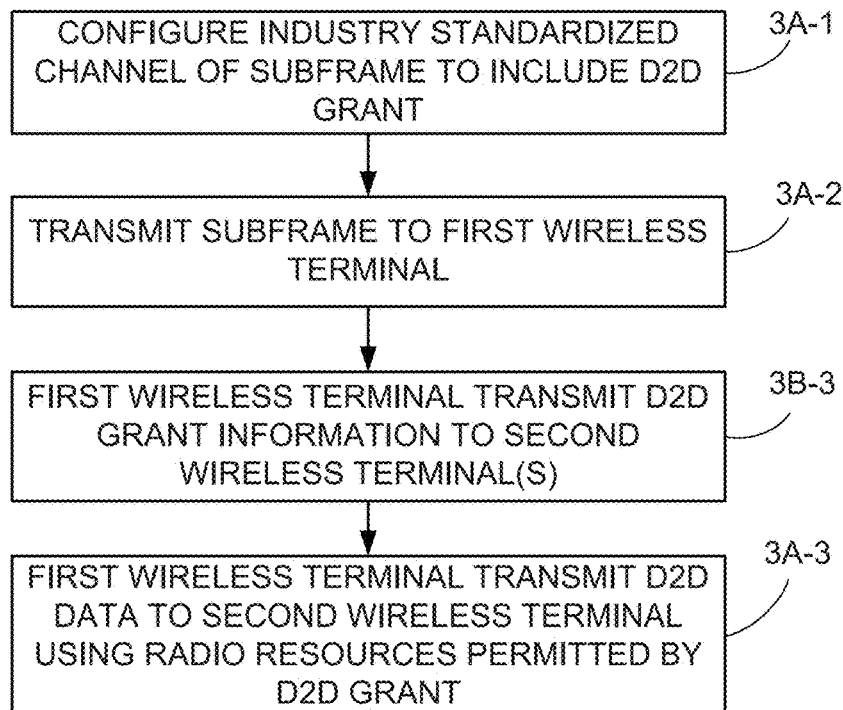 CONFIGURE INDUSTRY STANDARDIZED
CHANNEL OF SUBFRAME TO INCLUDE D2D
GRANT
3A-1
TRANSMIT SUBFRAME TO FIRST WIRELESS
TERMINAL
3A-2
FIRST WIRELESS TERMINAL TRANSMIT D2D
GRANT INFORMATION TO SECOND
WIRELESS TERMINAL(S)
3B-3
FIRST WIRELESS TERMINAL TRANSMIT D2D
DATA TO SECOND WIRELESS TERMINAL
USING RADIO RESOURCES PERMITTED BY
D2D GRANT
3A-3